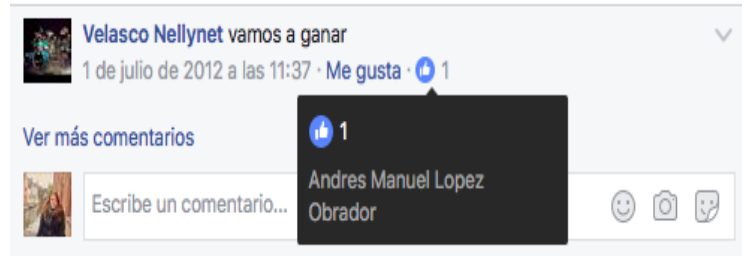 Velasco Nellynet vamos a ganar
1 de julio de 2012 a las 11:37 · Me gusta · 1
1
Ver más comentarios
Andres Manuel Lopez
Obrador
Escribe un comentario...